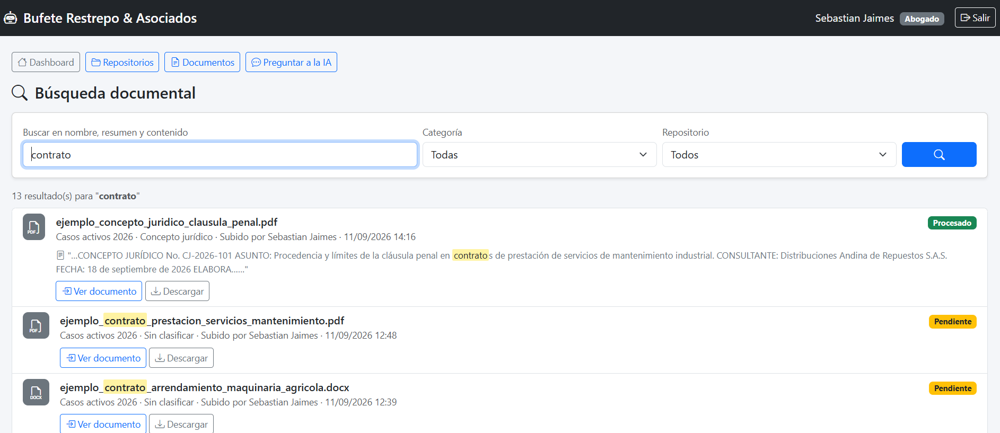 Bufete Restrepo & Asociados
Sebastian Jaimes Abogado Salir
Dashboard Repositorios Documentos Preguntar a la IA
Búsqueda documental
Buscar en nombre, resumen y contenido Categoría Repositorio
contrato Todas Todos
13 resultado(s) para "contrato"
PDF ejemplo_concepto_juridico_clausula_penal.pdf Procesado
Casos activos 2026 · Concepto jurídico · Subido por Sebastian Jaimes · 11/09/2026 14:16
"...CONCEPTO JURÍDICO No. CJ-2026-101 ASUNTO: Procedencia y límites de la cláusula penal en contratos de prestación de servicios de mantenimiento industrial. CONSULTANTE: Distribuciones Andina de Repuestos S.A.S.
FECHA: 18 de septiembre de 2026 ELABORA......"
Ver documento Descargar
PDF ejemplo_contrato_prestacion_servicios_mantenimiento.pdf Pendiente
Casos activos 2026 · Sin clasificar · Subido por Sebastian Jaimes · 11/09/2026 12:48
Ver documento Descargar
DOCX ejemplo_contrato_arrendamiento_maquinaria_agricola.docx Pendiente
Casos activos 2026 · Sin clasificar · Subido por Sebastian Jaimes · 11/09/2026 12:39
Ver documento Descargar